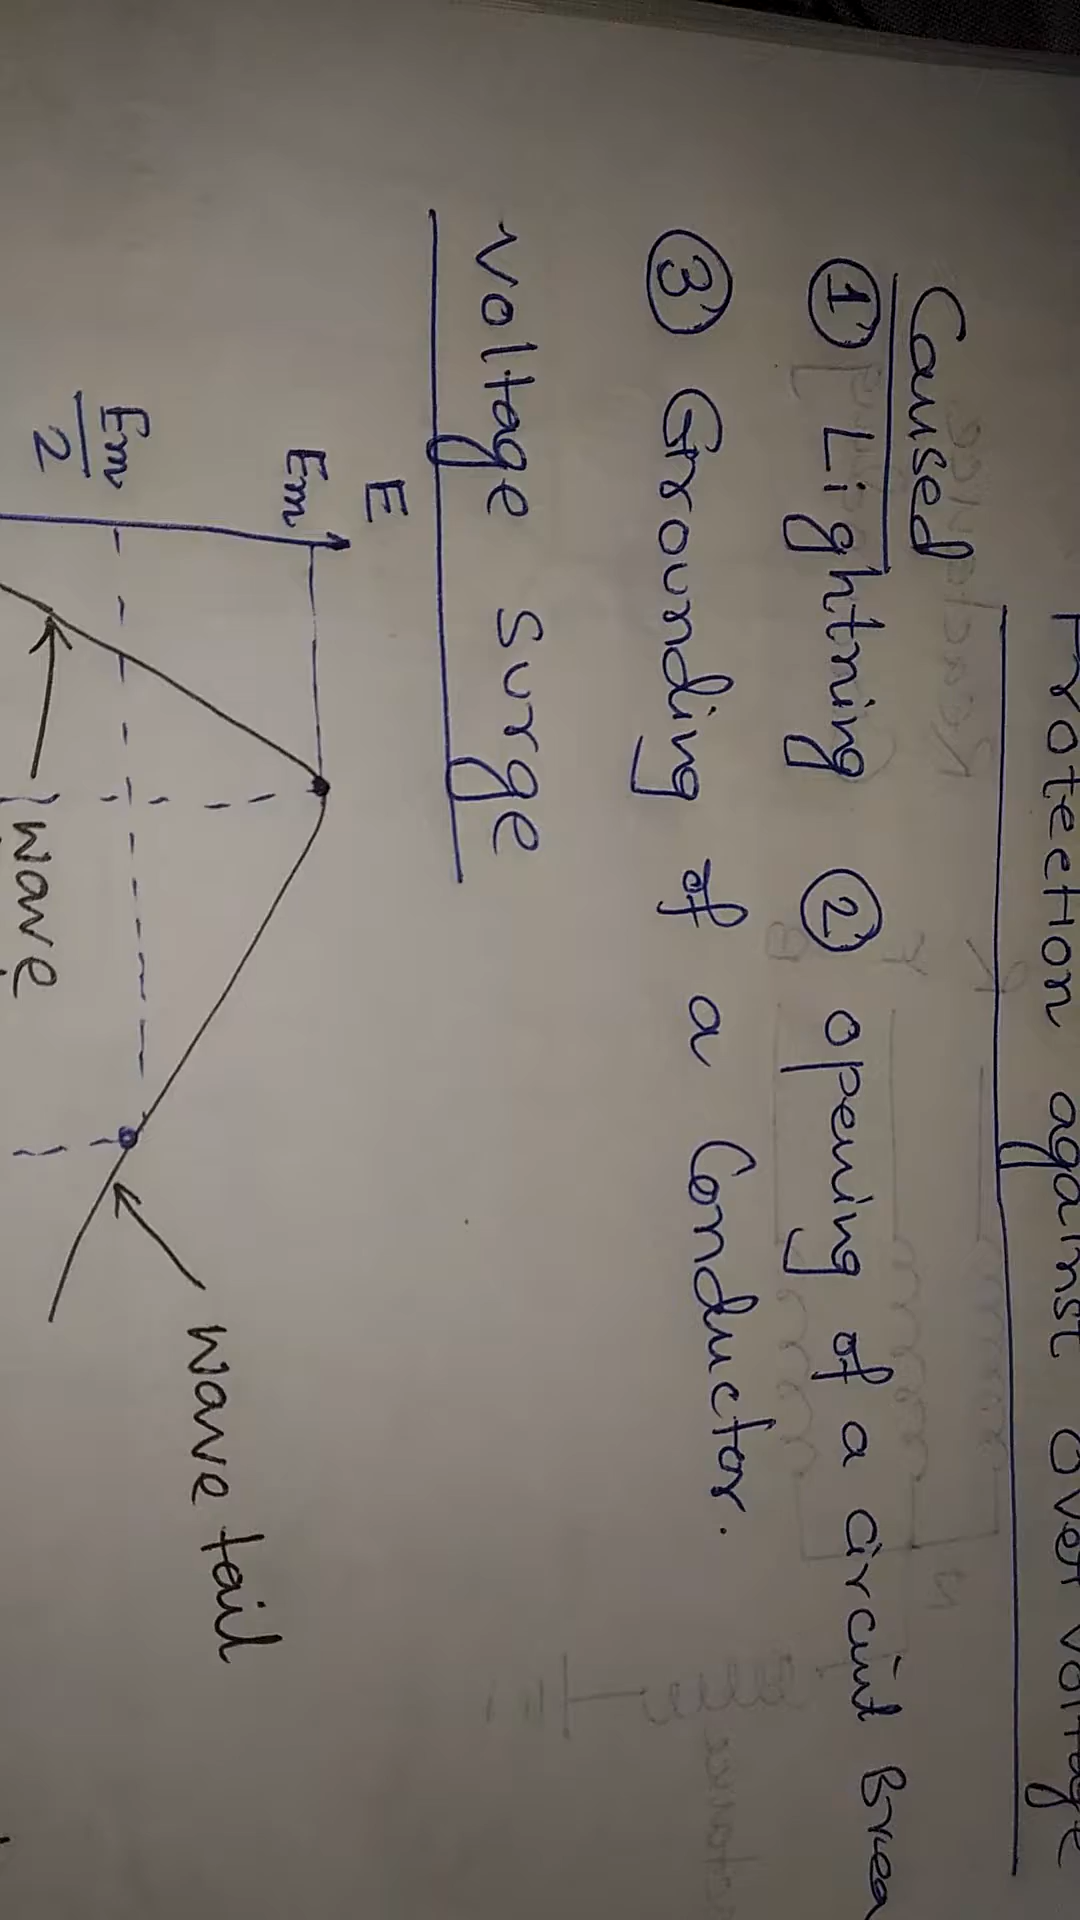 Protection against over voltage
Caused
① Lightning ② opening of a circuit Brea
③ Grounding of a Conductor.
Voltage Surge
E
Em
Em/2
Wave tail
Wave